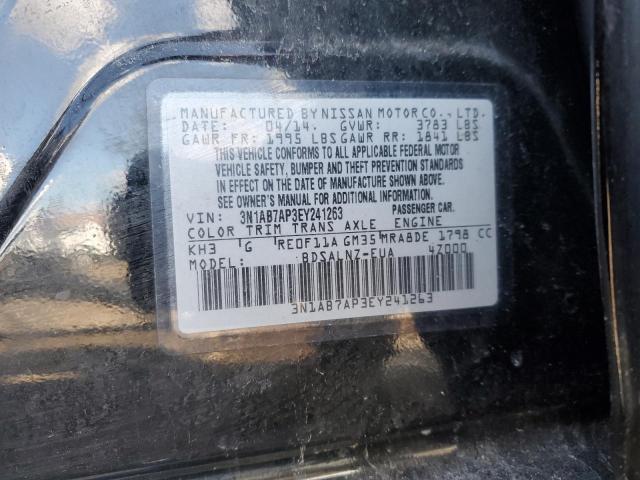 MANUFACTURED BY NISSAN MOTOR CO., LTD.
DATE: 04/14. GVWR: 3783 LBS
GAWR FR: 1995 LBS GAWR RR: 1841 LBS
THIS VEHICLE CONFORMS TO ALL APPLICABLE FEDERAL MOTOR
VEHICLE SAFETY, BUMPER AND THEFT PREVENTION STANDARDS
IN EFFECT ON THE DATE OF MANUFACTURE SHOWN ABOVE.
SEE OWNER'S MANUAL FOR ADDITIONAL INFORMATION.
VIN: 3N1AB7AP3EY241263 PASSENGER CAR.
COLOR TRIM TRANS AXLE ENGINE
KH3 G RE0F11A GM35 MRA8DE 1798 CC
MODEL: BDSALNZ-EUA 47000
3N1AB7AP3EY241263